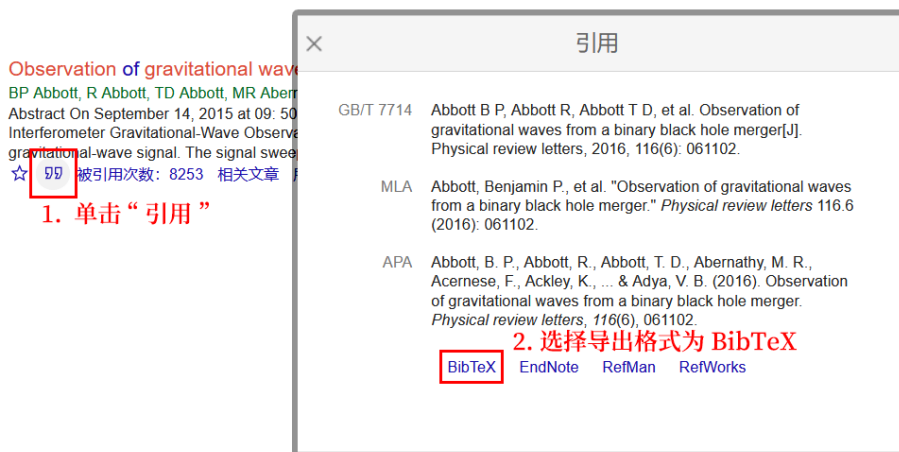 引用
Observation of gravitational wave
BP Abbott, R Abbott, TD Abbott, MR Abern
Abstract On September 14, 2015 at 09: 50
Interferometer Gravitational-Wave Observa
gravitational-wave signal. The signal sweep
被引用次数：8253 相关文章
1. 单击 “ 引用 ”
GB/T 7714
Abbott B P, Abbott R, Abbott T D, et al. Observation of
gravitational waves from a binary black hole merger[J].
Physical review letters, 2016, 116(6): 061102.
MLA
Abbott, Benjamin P., et al. "Observation of gravitational waves
from a binary black hole merger." Physical review letters 116.6
(2016): 061102.
APA
Abbott, B. P., Abbott, R., Abbott, T. D., Abernathy, M. R.,
Acernese, F., Ackley, K., ... & Adya, V. B. (2016). Observation
of gravitational waves from a binary black hole merger.
Physical review letters, 116(6), 061102.
2. 选择导出格式为 BibTeX
BibTeX EndNote RefMan RefWorks